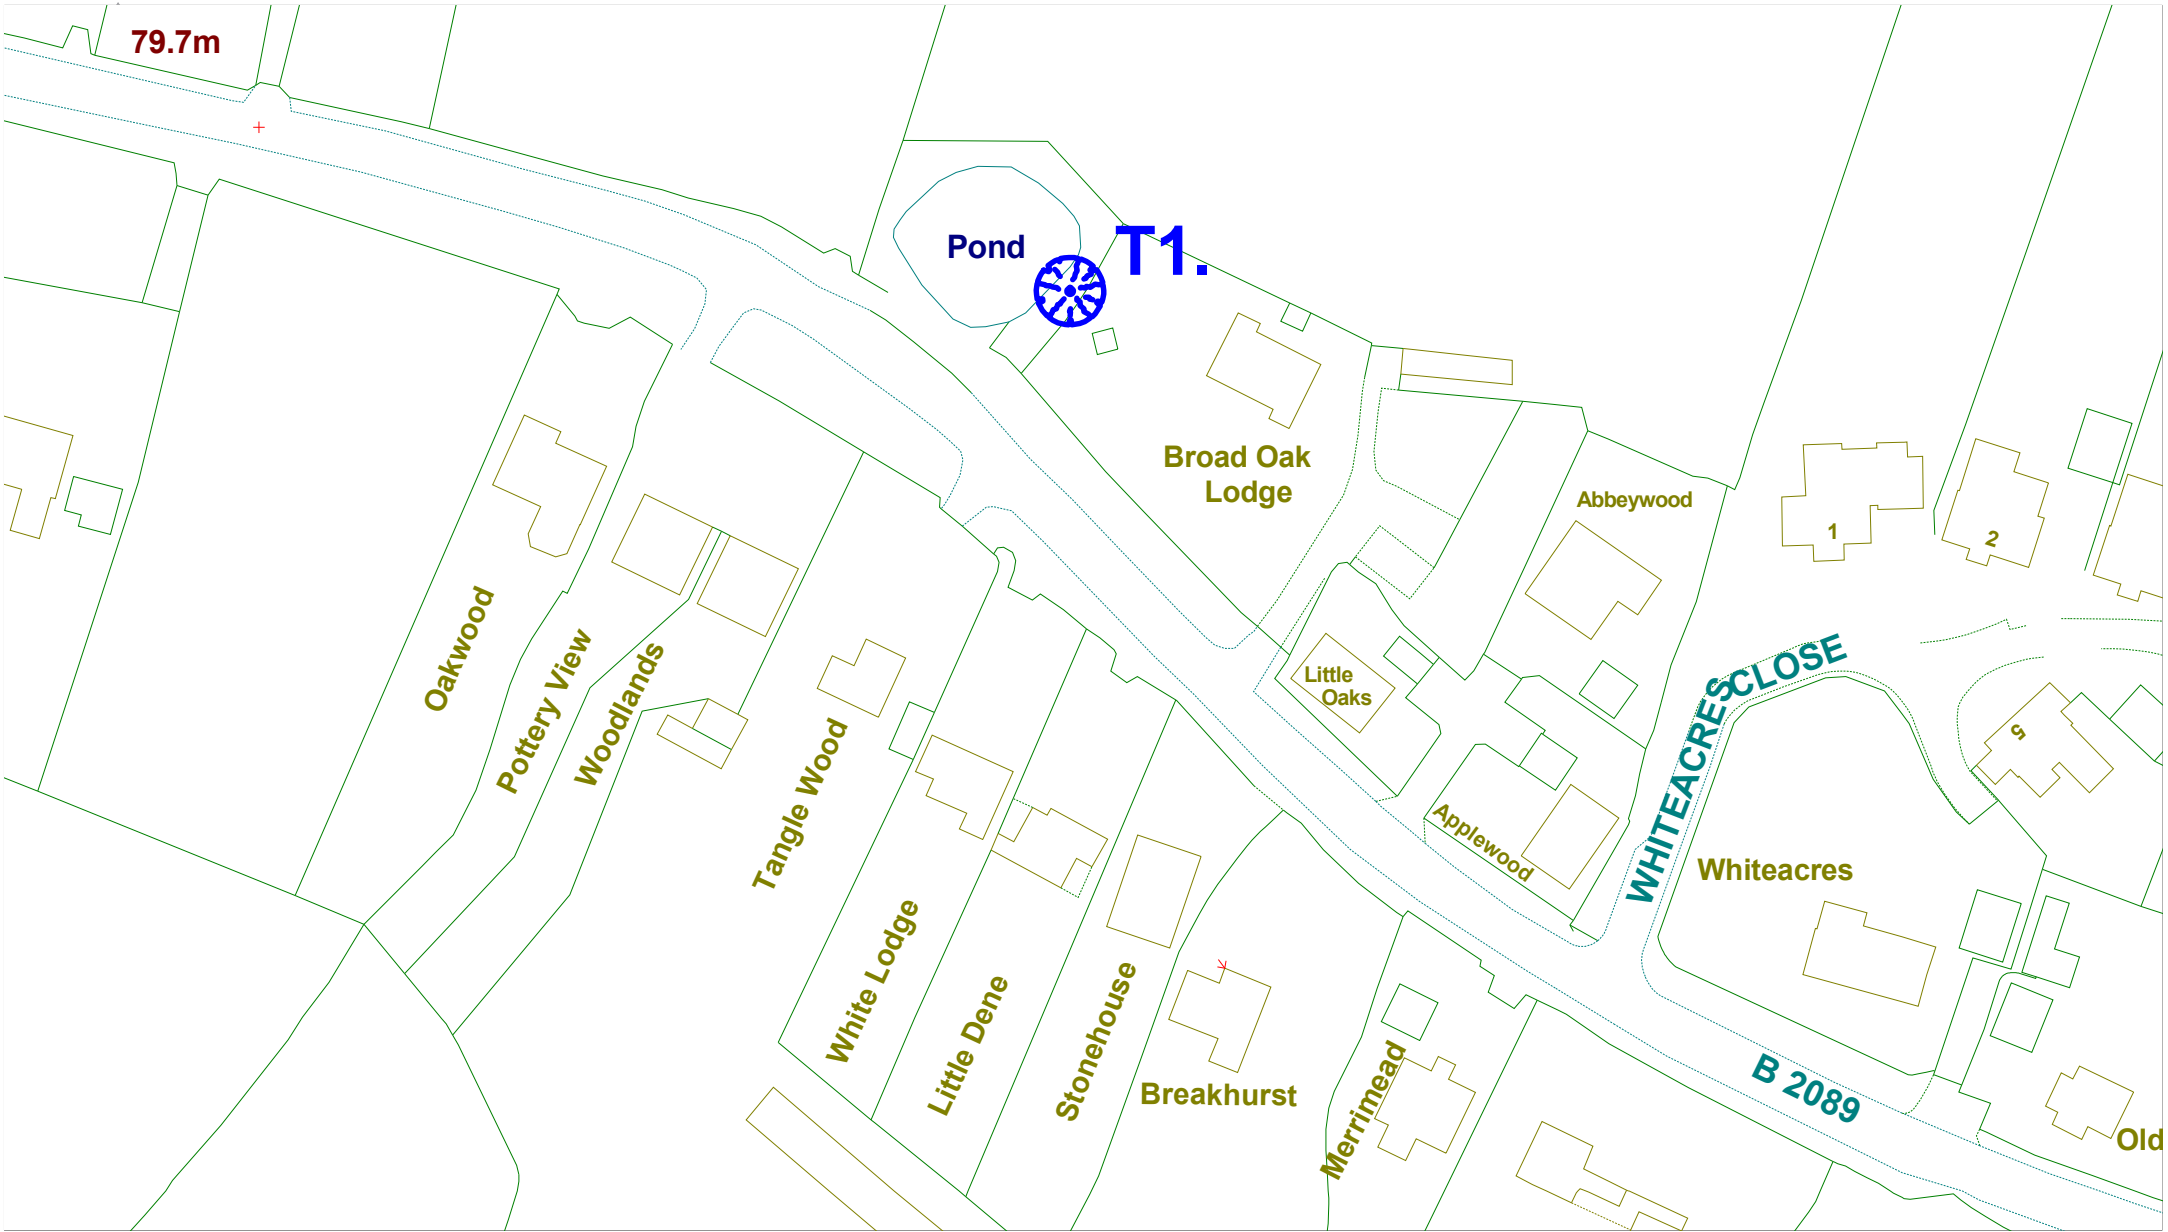 79.7m
Pond
T1.
Broad Oak
Lodge
Abbeywood
1
2
Oakwood
Pottery View
Woodlands
Little
Oaks
WHITEACRES CLOSE
5
Tangle Wood
Applewood
Whiteacres
White Lodge
Little Dene
Stonehouse
Breakhurst
Merrimead
B 2089
Old